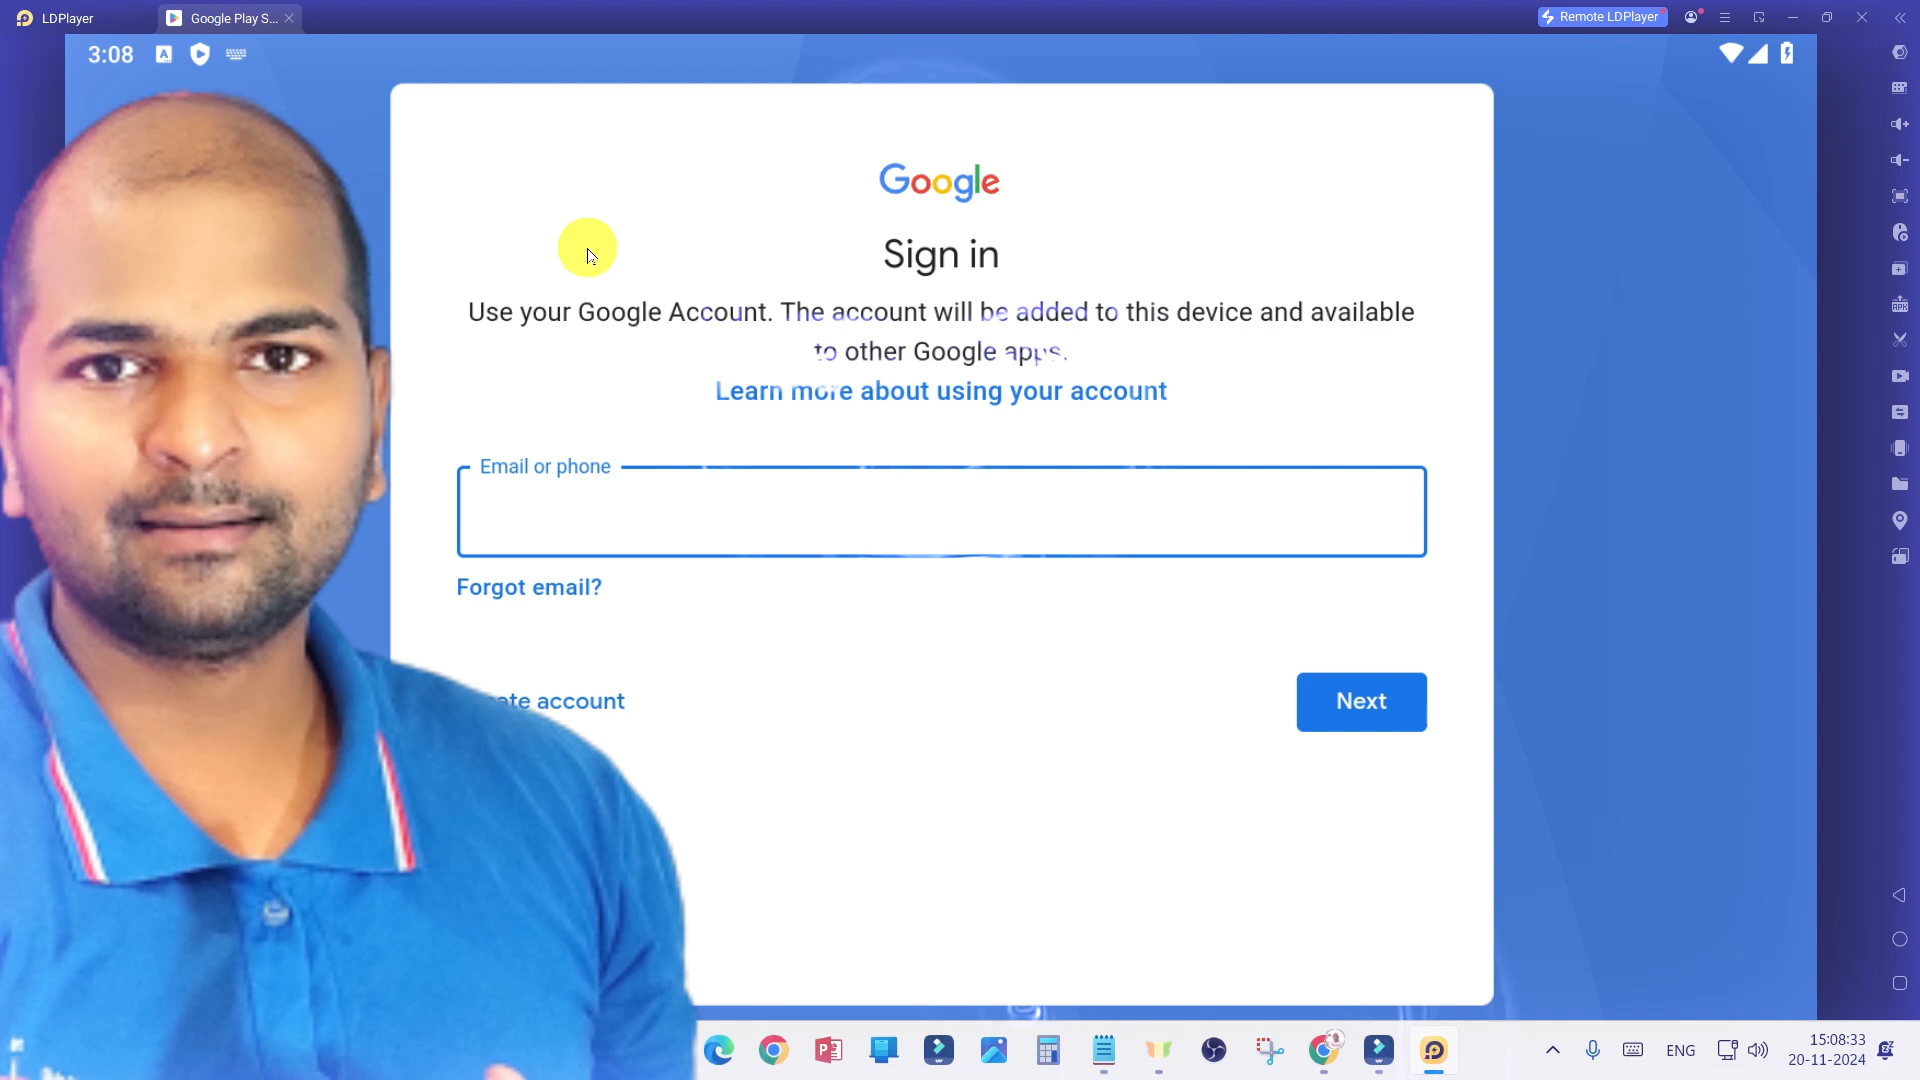 LDPlayer
Google Play S...
Remote LDPlayer
3:08
Google
Sign in
Use your Google Account. The account will be added to this device and available
to other Google apps.
Learn more about using your account
Email or phone
Forgot email?
ate account
Next
ENG
15:08:33
20-11-2024